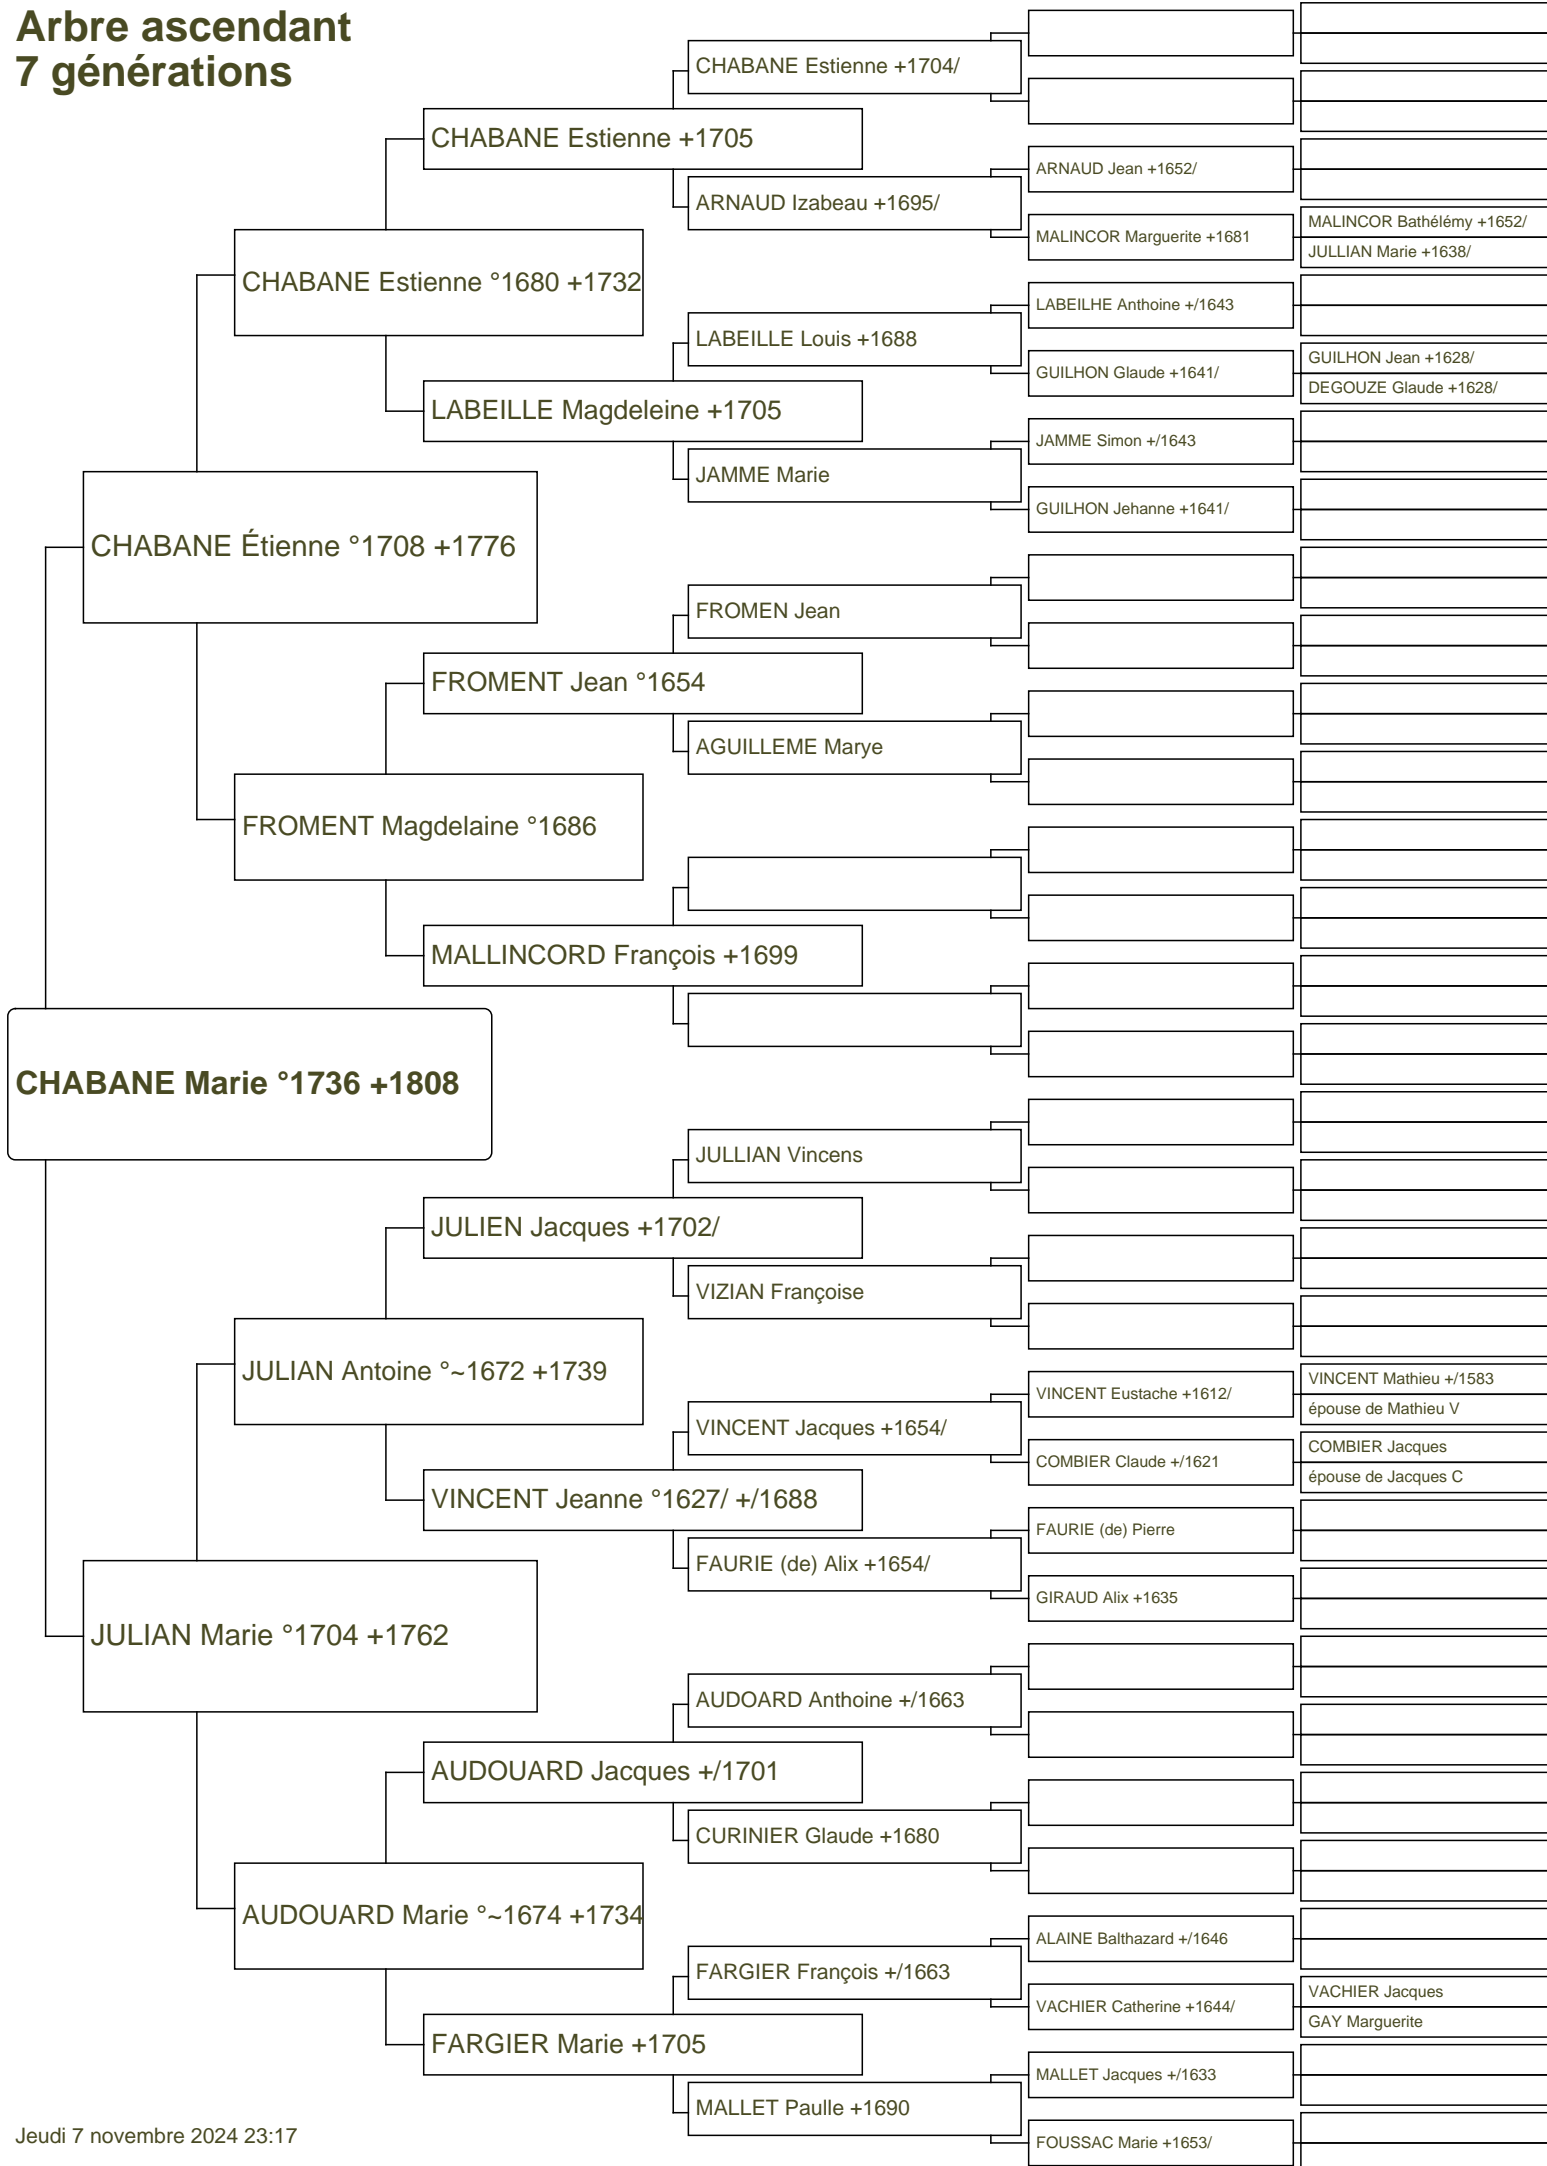 Arbre ascendant
7 générations
CHABANE Estienne +1704/
CHABANE Estienne +1705
ARNAUD Jean +1652/
ARNAUD Izabeau +1695/
MALINCOR Marguerite +1681
MALINCOR Bathélémy +1652/
JULLIAN Marie +1638/
CHABANE Estienne °1680 +1732
LABEILHE Anthoine +/1643
LABEILLE Louis +1688
GUILHON Glaude +1641/
GUILHON Jean +1628/
DEGOUZE Glaude +1628/
LABEILLE Magdeleine +1705
JAMME Simon +/1643
JAMME Marie
GUILHON Jehanne +1641/
CHABANE Étienne °1708 +1776
FROMEN Jean
FROMENT Jean °1654
AGUILLEME Marye
FROMENT Magdelaine °1686
MALLINCORD François +1699
CHABANE Marie °1736 +1808
JULLIAN Vincens
JULIEN Jacques +1702/
VIZIAN Françoise
JULIAN Antoine °~1672 +1739
VINCENT Eustache +1612/
VINCENT Mathieu +/1583
épouse de Mathieu V
VINCENT Jacques +1654/
COMBIER Claude +/1621
COMBIER Jacques
épouse de Jacques C
VINCENT Jeanne °1627/ +/1688
FAURIE (de) Pierre
FAURIE (de) Alix +1654/
GIRAUD Alix +1635
JULIAN Marie °1704 +1762
AUDOARD Anthoine +/1663
AUDOUARD Jacques +/1701
CURINIER Glaude +1680
AUDOUARD Marie °~1674 +1734
ALAINE Balthazard +/1646
FARGIER François +/1663
VACHIER Catherine +1644/
VACHIER Jacques
GAY Marguerite
FARGIER Marie +1705
MALLET Jacques +/1633
MALLET Paulle +1690
FOUSSAC Marie +1653/
Jeudi 7 novembre 2024 23:17